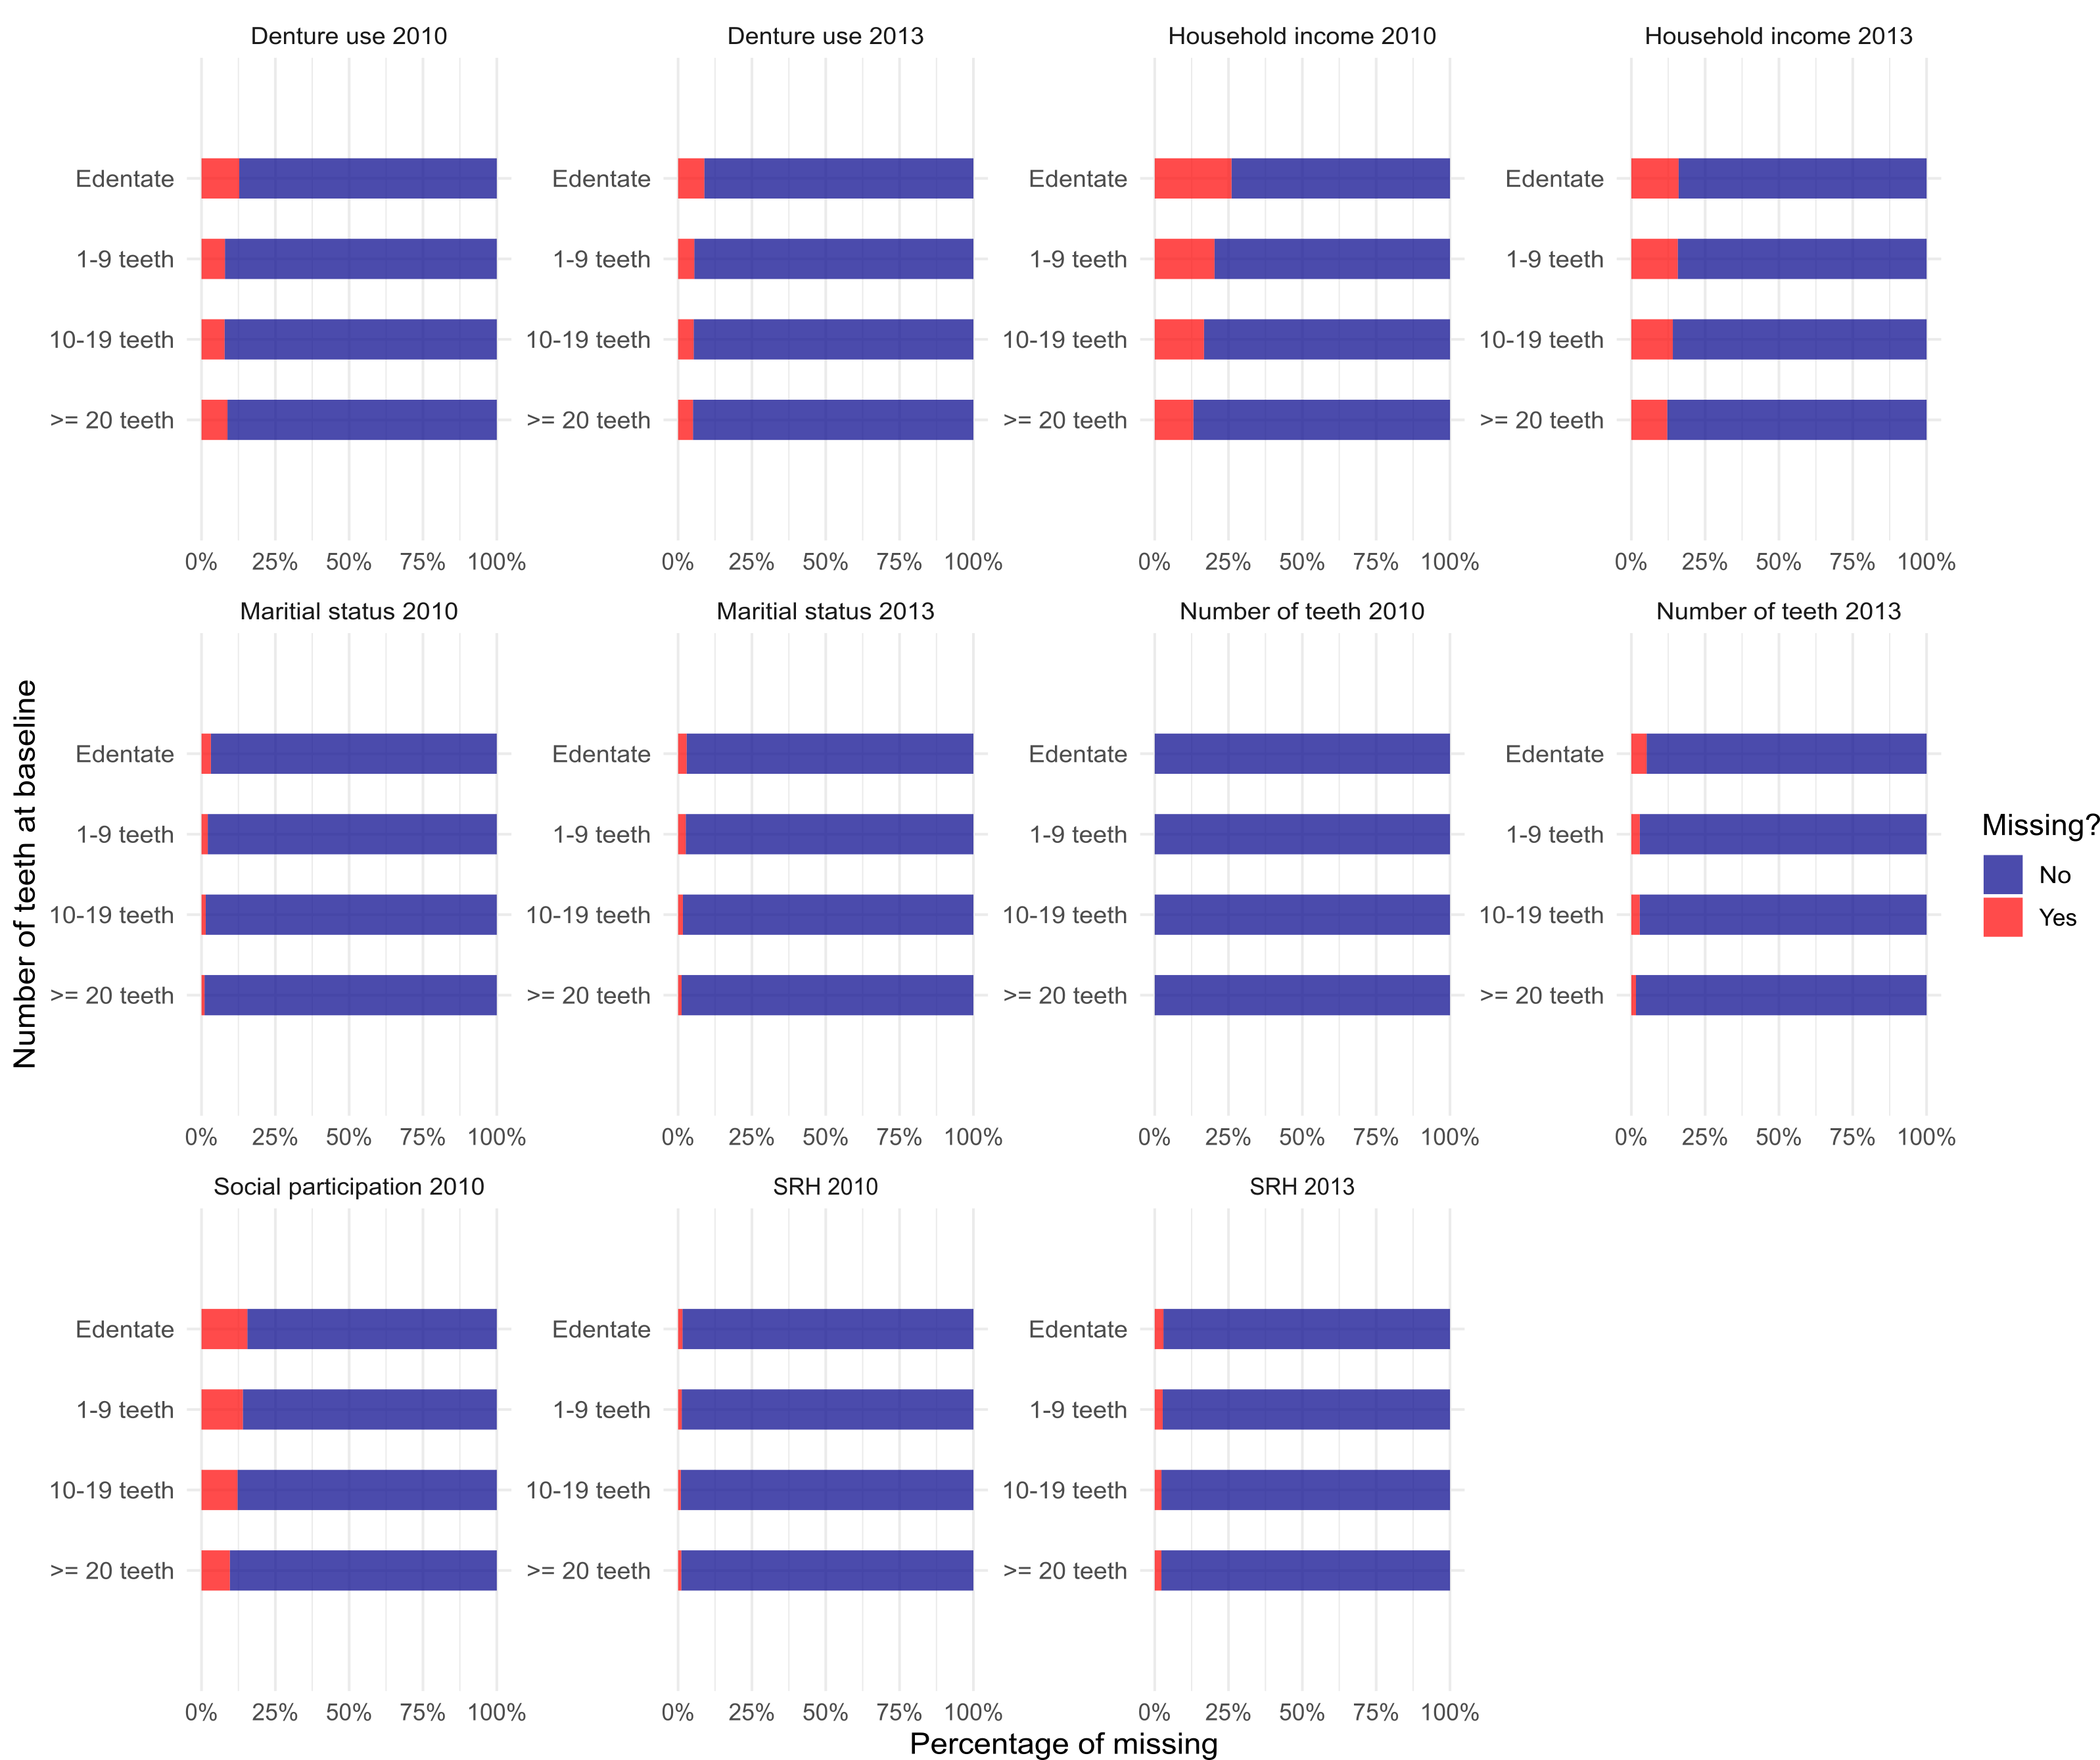 Denture use 2010
Denture use 2013
Household income 2010
Household income 2013
Edentate
1-9 teeth
10-19 teeth
>= 20 teeth
0% 25% 50% 75% 100%
Edentate
1-9 teeth
10-19 teeth
>= 20 teeth
0% 25% 50% 75% 100%
Edentate
1-9 teeth
10-19 teeth
>= 20 teeth
0% 25% 50% 75% 100%
Edentate
1-9 teeth
10-19 teeth
>= 20 teeth
0% 25% 50% 75% 100%
Maritial status 2010
Maritial status 2013
Number of teeth 2010
Number of teeth 2013
Number of teeth at baseline
Edentate
1-9 teeth
10-19 teeth
>= 20 teeth
0% 25% 50% 75% 100%
Edentate
1-9 teeth
10-19 teeth
>= 20 teeth
0% 25% 50% 75% 100%
Edentate
1-9 teeth
10-19 teeth
>= 20 teeth
0% 25% 50% 75% 100%
Edentate
1-9 teeth
10-19 teeth
>= 20 teeth
0% 25% 50% 75% 100%
Missing?
No
Yes
Social participation 2010
SRH 2010
SRH 2013
Edentate
1-9 teeth
10-19 teeth
>= 20 teeth
0% 25% 50% 75% 100%
Edentate
1-9 teeth
10-19 teeth
>= 20 teeth
0% 25% 50% 75% 100%
Edentate
1-9 teeth
10-19 teeth
>= 20 teeth
0% 25% 50% 75% 100%
Percentage of missing